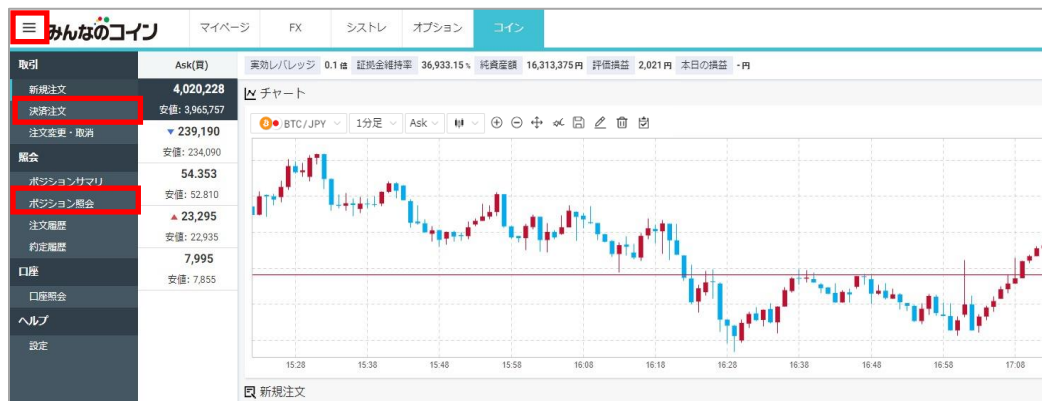 みんなのコイン マイページ FX シストレ オプション コイン
取引
新規注文
決済注文
注文変更・取消
照会
ポジションサマリ
ポジション照会
注文履歴
約定履歴
口座
口座照会
ヘルプ
設定
Ask(買)
4,020,228
安値: 3,965,757
▼ 239,190
安値: 234,090
54.353
安値: 52.810
▲ 23,295
安値: 22,935
7,995
安値: 7,855
実効レバレッジ 0.1倍 証拠金維持率 36,933.15% 純資産額 16,313,375円 評価損益 2,021円 本日の損益 -円
チャート
BTC/JPY 1分足 Ask
15:28 15:38 15:48 15:58 16:08 16:18 16:28 16:38 16:48 16:58 17:08
新規注文